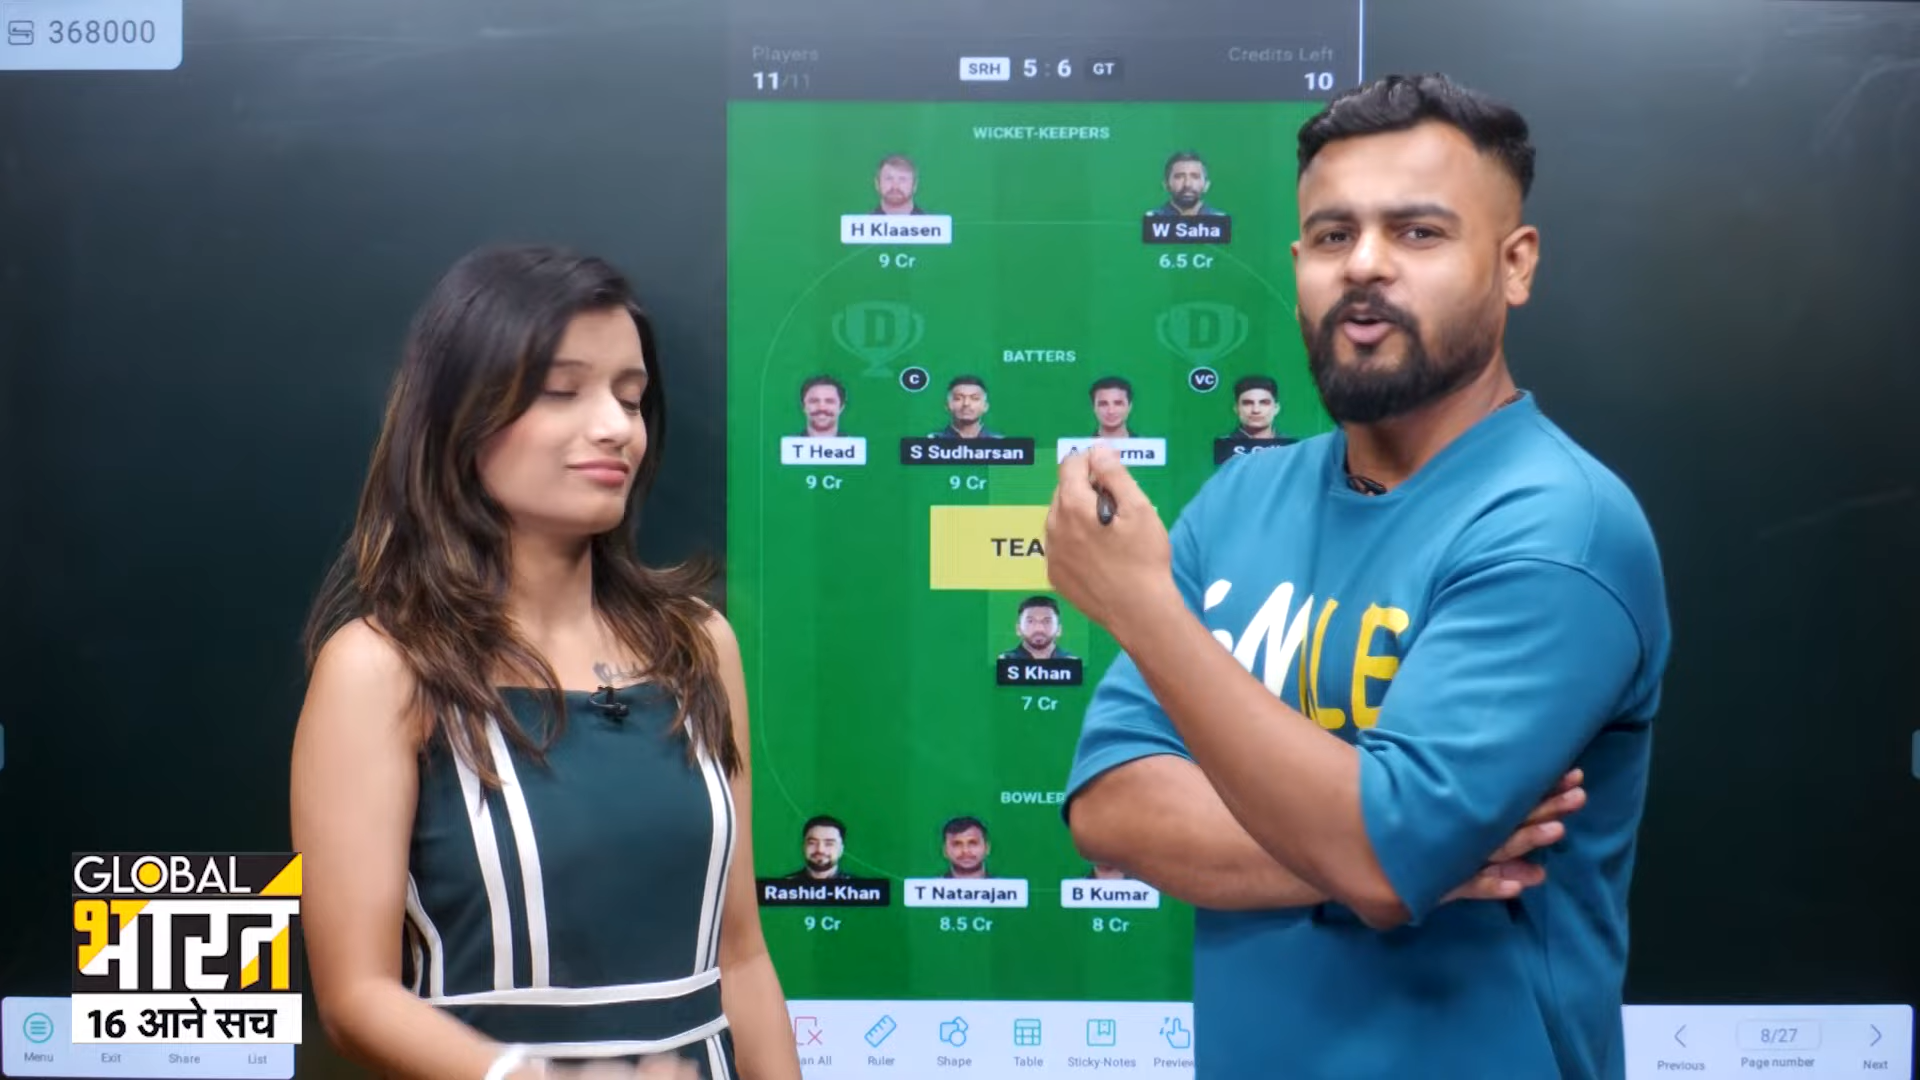 368000
Players
11/11
SRH 5 : 6 GT
Credits Left
10
WICKET-KEEPERS
H Klaasen
9 Cr
W Saha
6.5 Cr
BATTERS
C
VC
T Head
9 Cr
S Sudharsan
9 Cr
S Khan
7 Cr
Rashid-Khan
9 Cr
T Natarajan
8.5 Cr
B Kumar
8 Cr
SMILE
GLOBAL
भारत
16 आने सच
Menu
Exit
Share
List
Ruler
Shape
Table
Sticky-Notes
Preview
Previous
8/27
Page number
Next